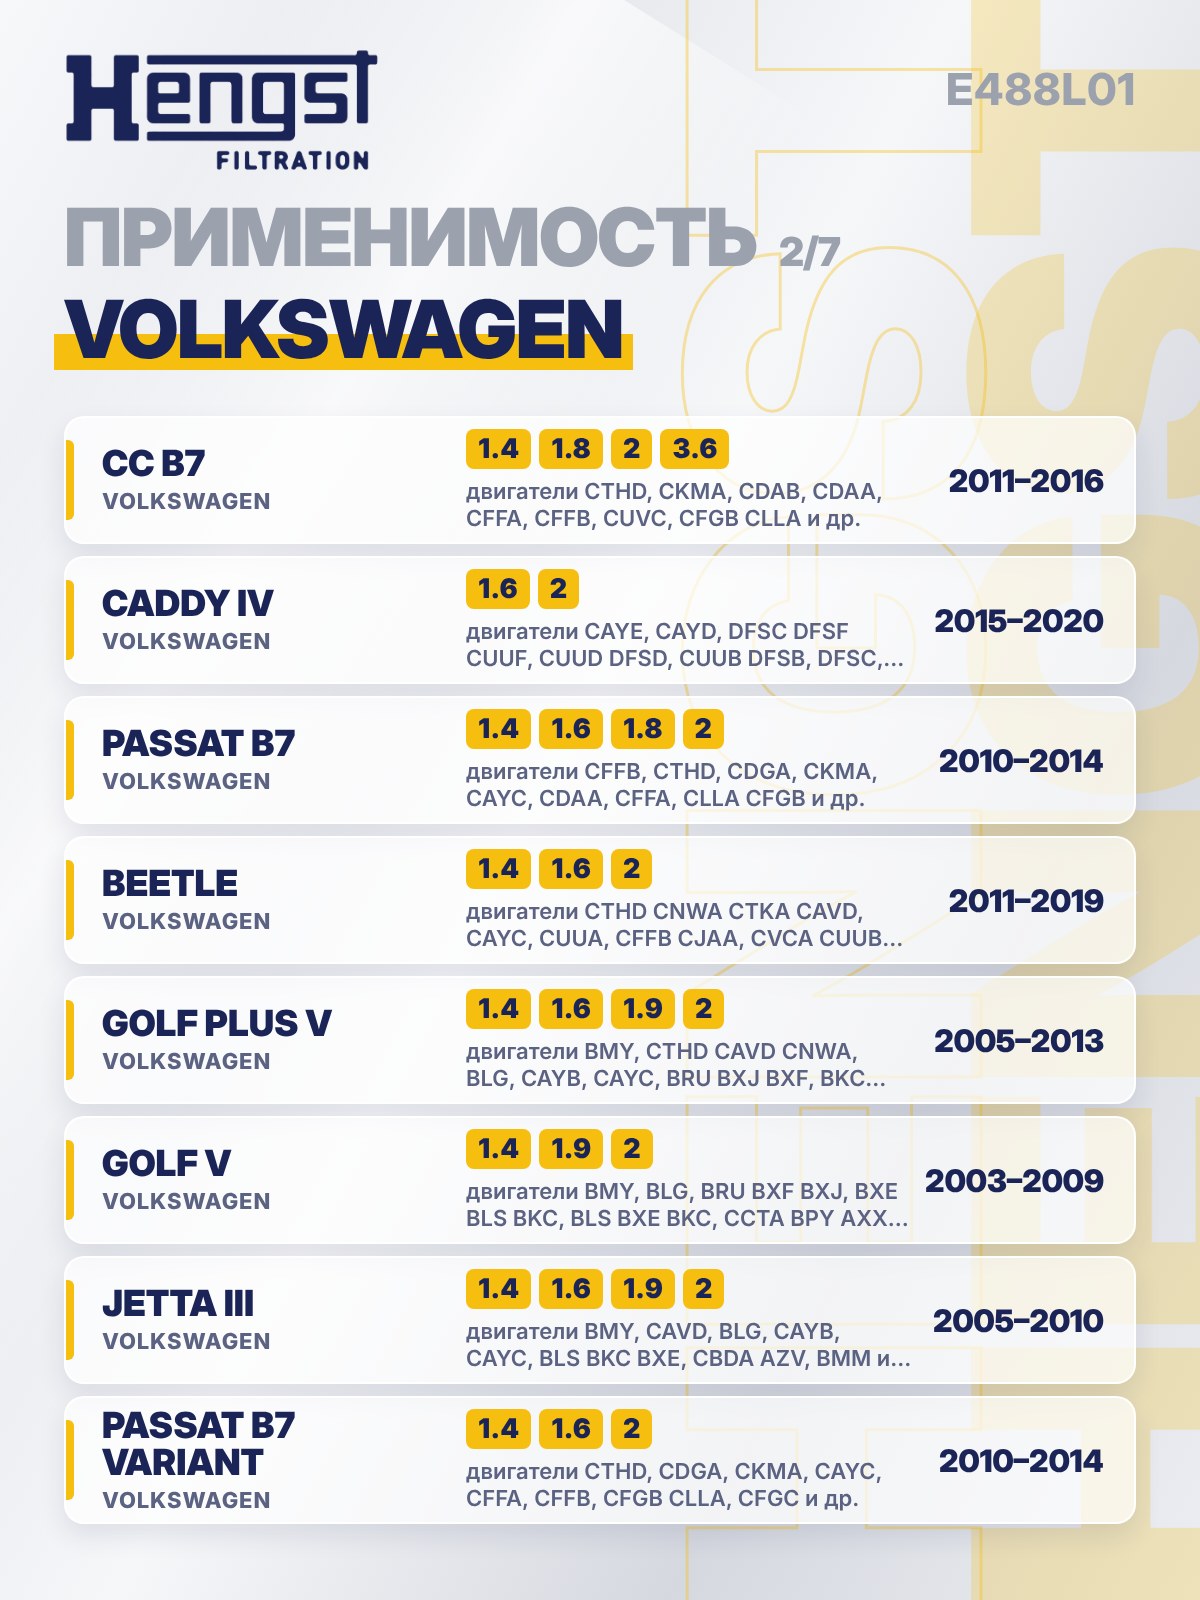 Hengst
FILTRATION
E488L01
ПРИМЕНИМОСТЬ 2/7
VOLKSWAGEN
CC B7
VOLKSWAGEN
1.4 1.8 2 3.6
двигатели CTHD, CKMA, CDAB, CDAA,
CFFA, CFFB, CUVC, CFGB CLLA и др.
2011–2016
CADDY IV
VOLKSWAGEN
1.6 2
двигатели CAYE, CAYD, DFSC DFSF
CUUF, CUUD DFSD, CUUB DFSB, DFSC,...
2015–2020
PASSAT B7
VOLKSWAGEN
1.4 1.6 1.8 2
двигатели CFFB, CTHD, CDGA, CKMA,
CAYC, CDAA, CFFA, CLLA CFGB и др.
2010–2014
BEETLE
VOLKSWAGEN
1.4 1.6 2
двигатели CTHD CNWA CTKA CAVD,
CAYC, CUUA, CFFB CJAA, CVCA CUUB...
2011–2019
GOLF PLUS V
VOLKSWAGEN
1.4 1.6 1.9 2
двигатели BMY, CTHD CAVD CNWA,
BLG, CAYB, CAYC, BRU BXJ BXF, BKC...
2005–2013
GOLF V
VOLKSWAGEN
1.4 1.9 2
двигатели BMY, BLG, BRU BXF BXJ, BXE
BLS BKC, BLS BXE BKC, CCTA BPY AXX...
2003–2009
JETTA III
VOLKSWAGEN
1.4 1.6 1.9 2
двигатели BMY, CAVD, BLG, CAYB,
CAYC, BLS BKC BXE, CBDA AZV, BMM и...
2005–2010
PASSAT B7
VARIANT
VOLKSWAGEN
1.4 1.6 2
двигатели CTHD, CDGA, CKMA, CAYC,
CFFA, CFFB, CFGB CLLA, CFGC и др.
2010–2014